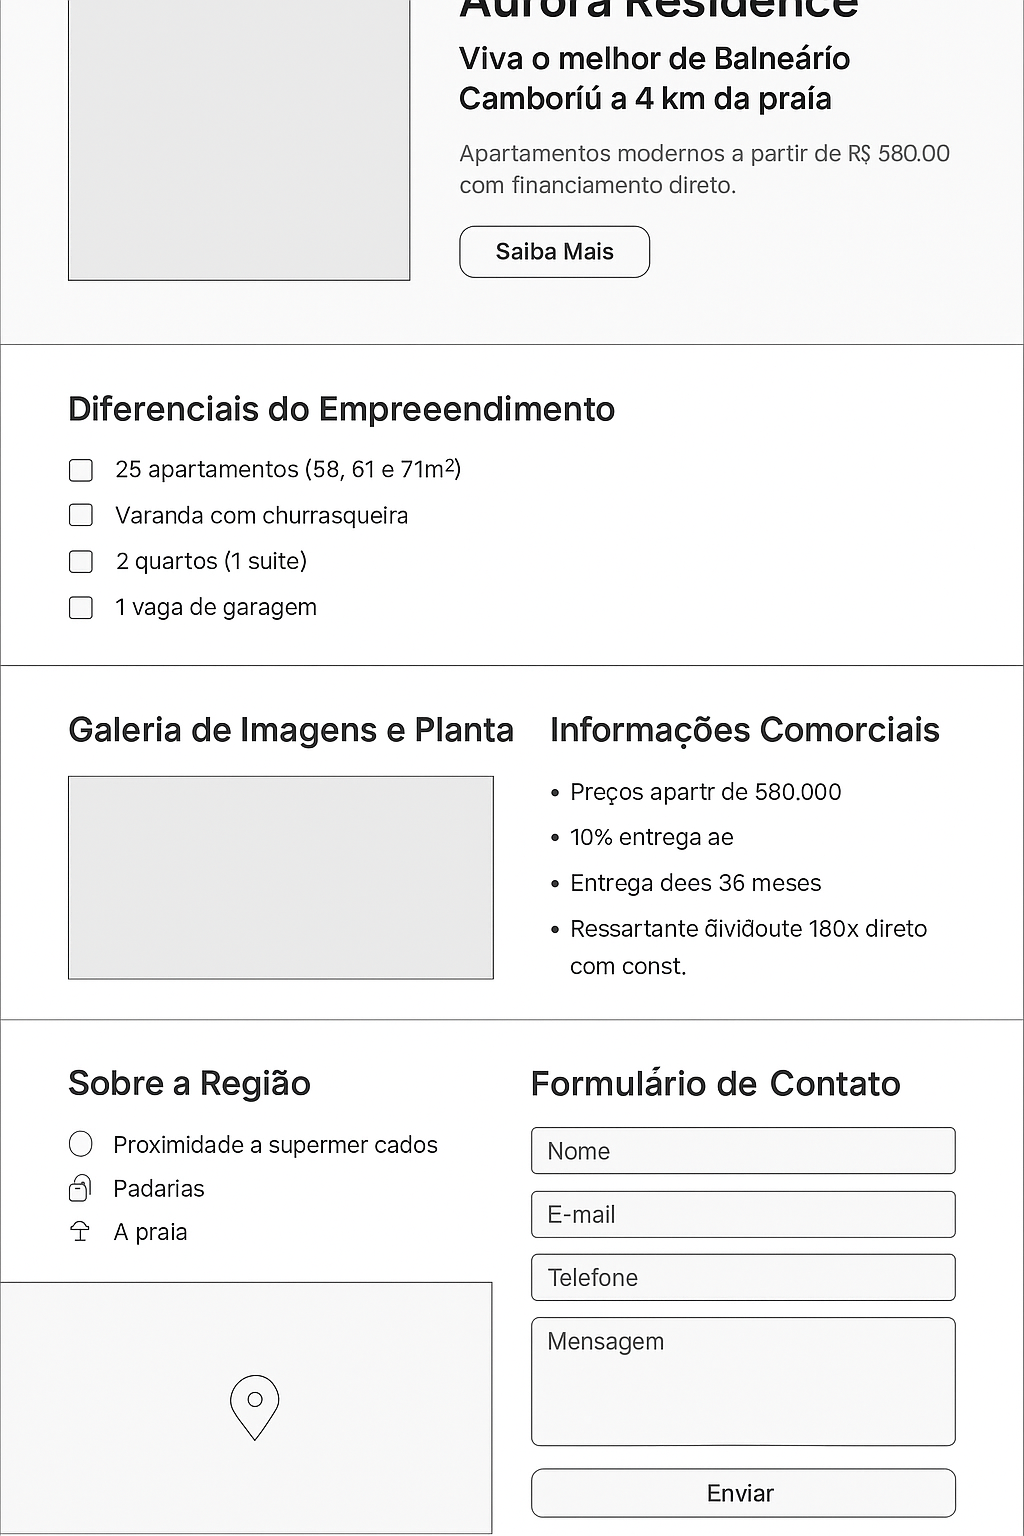 Aurora Residence
Viva o melhor de Balneárío
Camboríú a 4 km da praía
Apartamentos modernos a partir de R$ 580.00
com financiamento direto.
Saiba Mais
Diferenciais do Empreeendimento
25 apartamentos (58, 61 e 71m²)
Varanda com churrasqueira
2 quartos (1 suite)
1 vaga de garagem
Galeria de Imagens e Planta
Informações Comorciais
• Preços apartr de 580.000
• 10% entrega ae
• Entrega dees 36 meses
• Ressartante 180x direto
com const.
Sobre a Região
Proximidade a supermer cados
Padarias
A praia
Formulário de Contato
Nome
E-mail
Telefone
Mensagem
Enviar